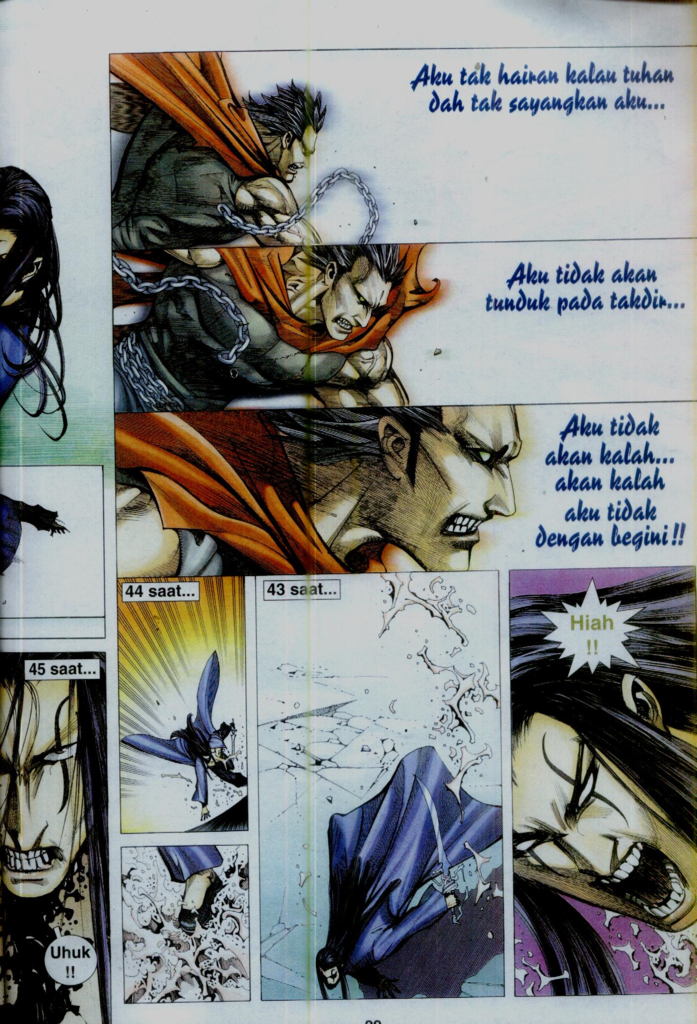 Aku tak hairan kalau tuhan
dah tak sayangkan aku...
Aku tidak akan
tunduk pada takdir...
Aku tidak
akan kalah...
akan kalah
aku tidak
dengan begini!!
45 saat...
Uhuk
!!
44 saat...
43 saat...
Hiah
!!